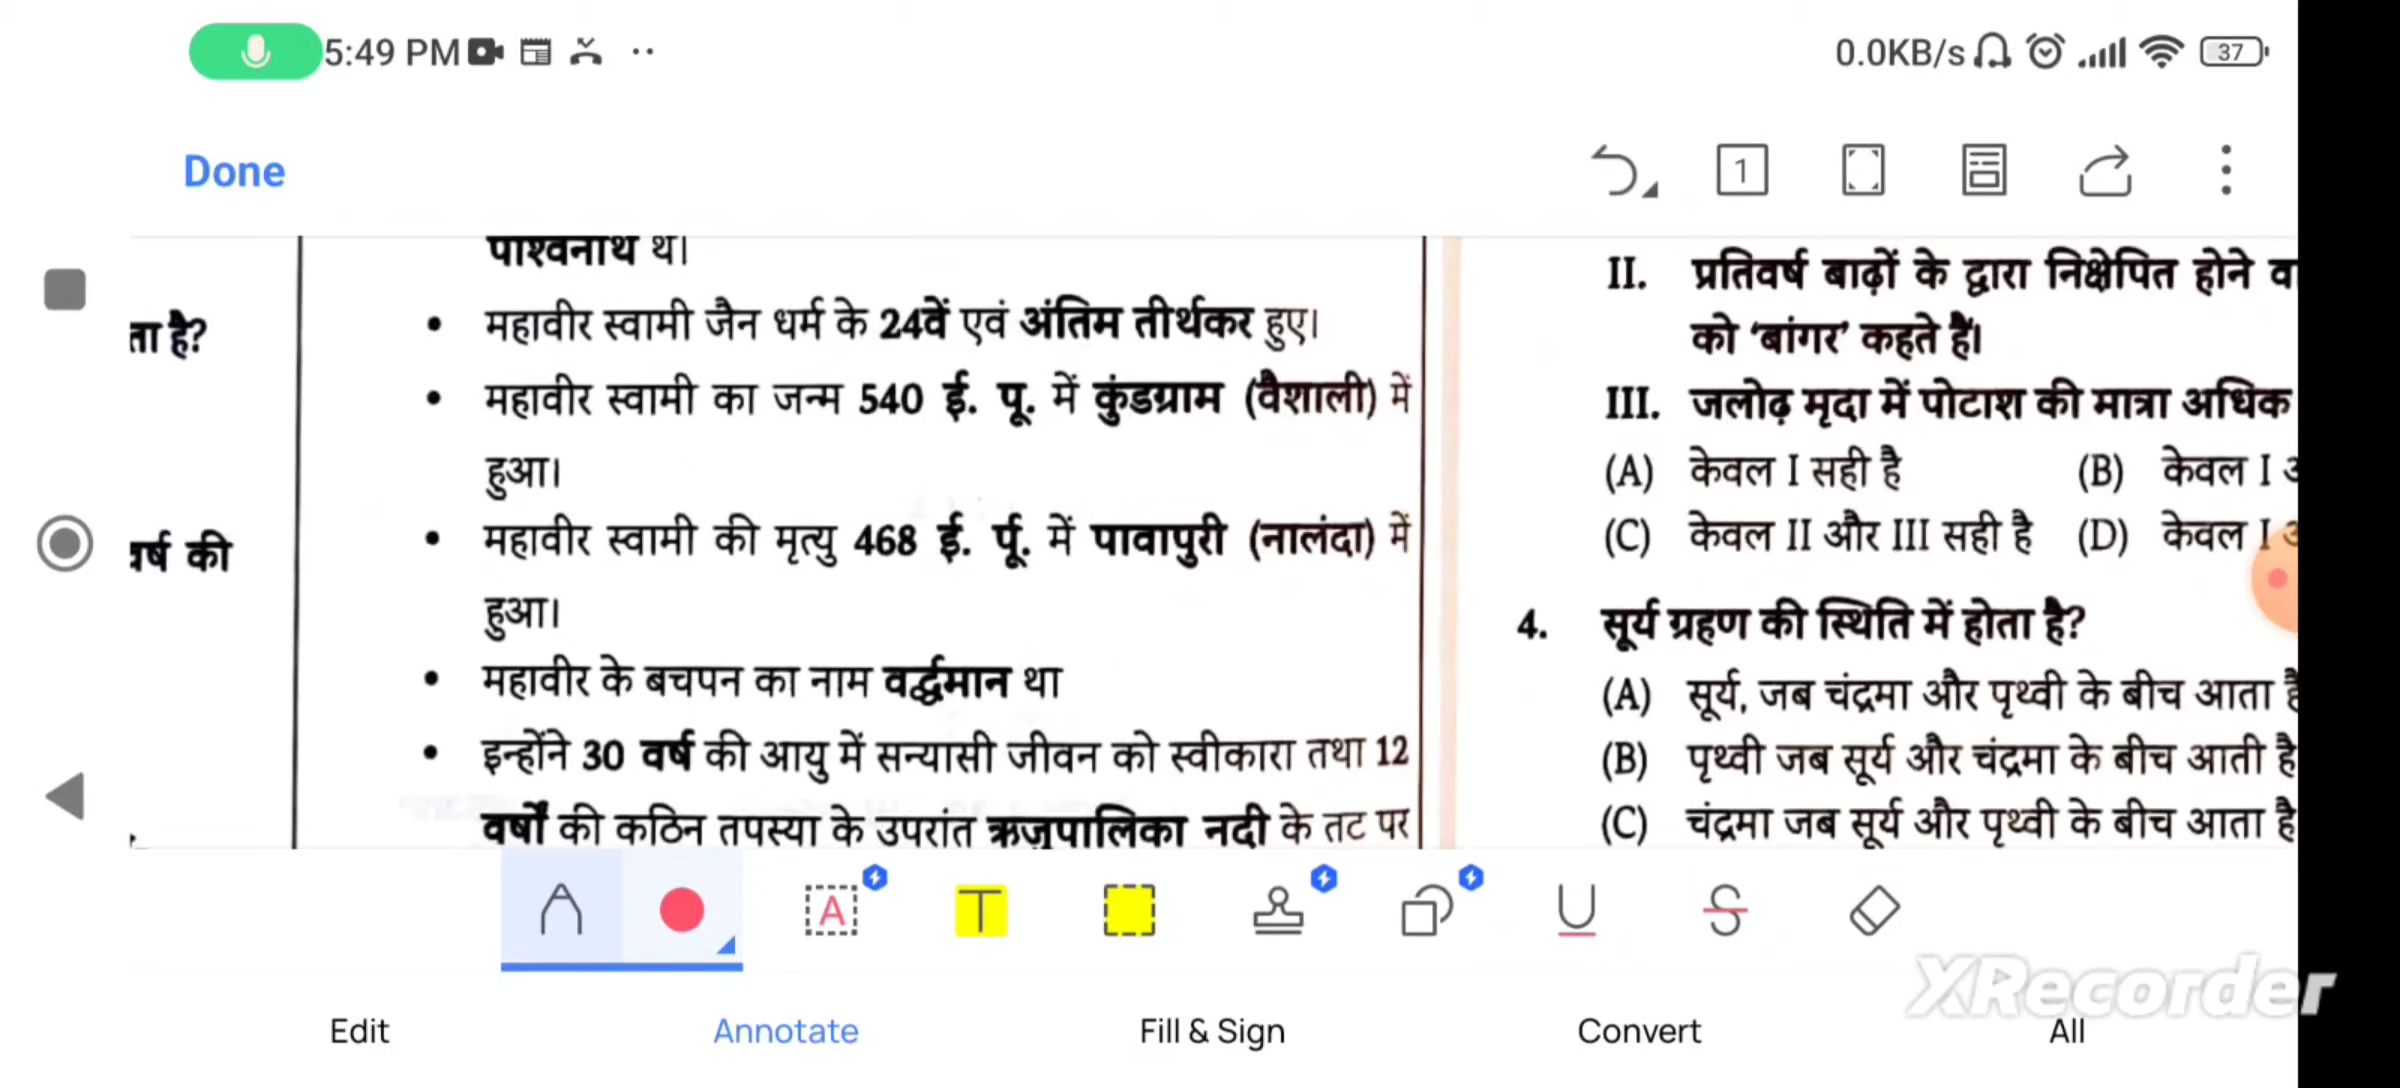 5:49 PM
0.0KB/s
37
Done
1
ता है?
वर्ष की
पार्श्वनाथ थे।
• महावीर स्वामी जैन धर्म के 24वें एवं अंतिम तीर्थकर हुए।
• महावीर स्वामी का जन्म 540 ई. पू. में कुंडग्राम (वैशाली) में
हुआ।
• महावीर स्वामी की मृत्यु 468 ई. पूं. में पावापुरी (नालंदा) में
हुआ।
• महावीर के बचपन का नाम वर्द्धमान था
• इन्होंने 30 वर्ष की आयु में सन्यासी जीवन को स्वीकारा तथा 12
वर्षों की कठिन तपस्या के उपरांत ऋजुपालिका नदी के तट पर
II. प्रतिवर्ष बाढ़ों के द्वारा निक्षेपित होने
को ‘बांगर’ कहते हैं।
III. जलोढ़ मृदा में पोटाश की मात्रा अधिक
(A) केवल I सही है (B) केवल I
(C) केवल II और III सही है (D) केवल I
4. सूर्य ग्रहण की स्थिति में होता है?
(A) सूर्य, जब चंद्रमा और पृथ्वी के बीच आता है
(B) पृथ्वी जब सूर्य और चंद्रमा के बीच आती है
(C) चंद्रमा जब सूर्य और पृथ्वी के बीच आता है
XRecorder
Edit
Annotate
Fill & Sign
Convert
All